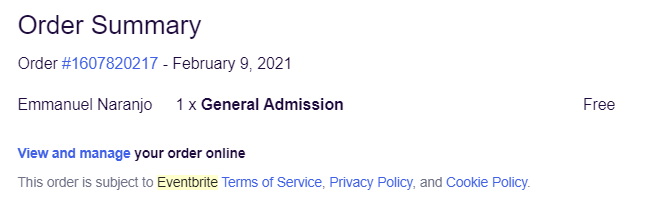 Order Summary
Order #1607820217 - February 9, 2021
Emmanuel Naranjo 1 x General Admission Free
View and manage your order online
This order is subject to Eventbrite Terms of Service, Privacy Policy, and Cookie Policy.